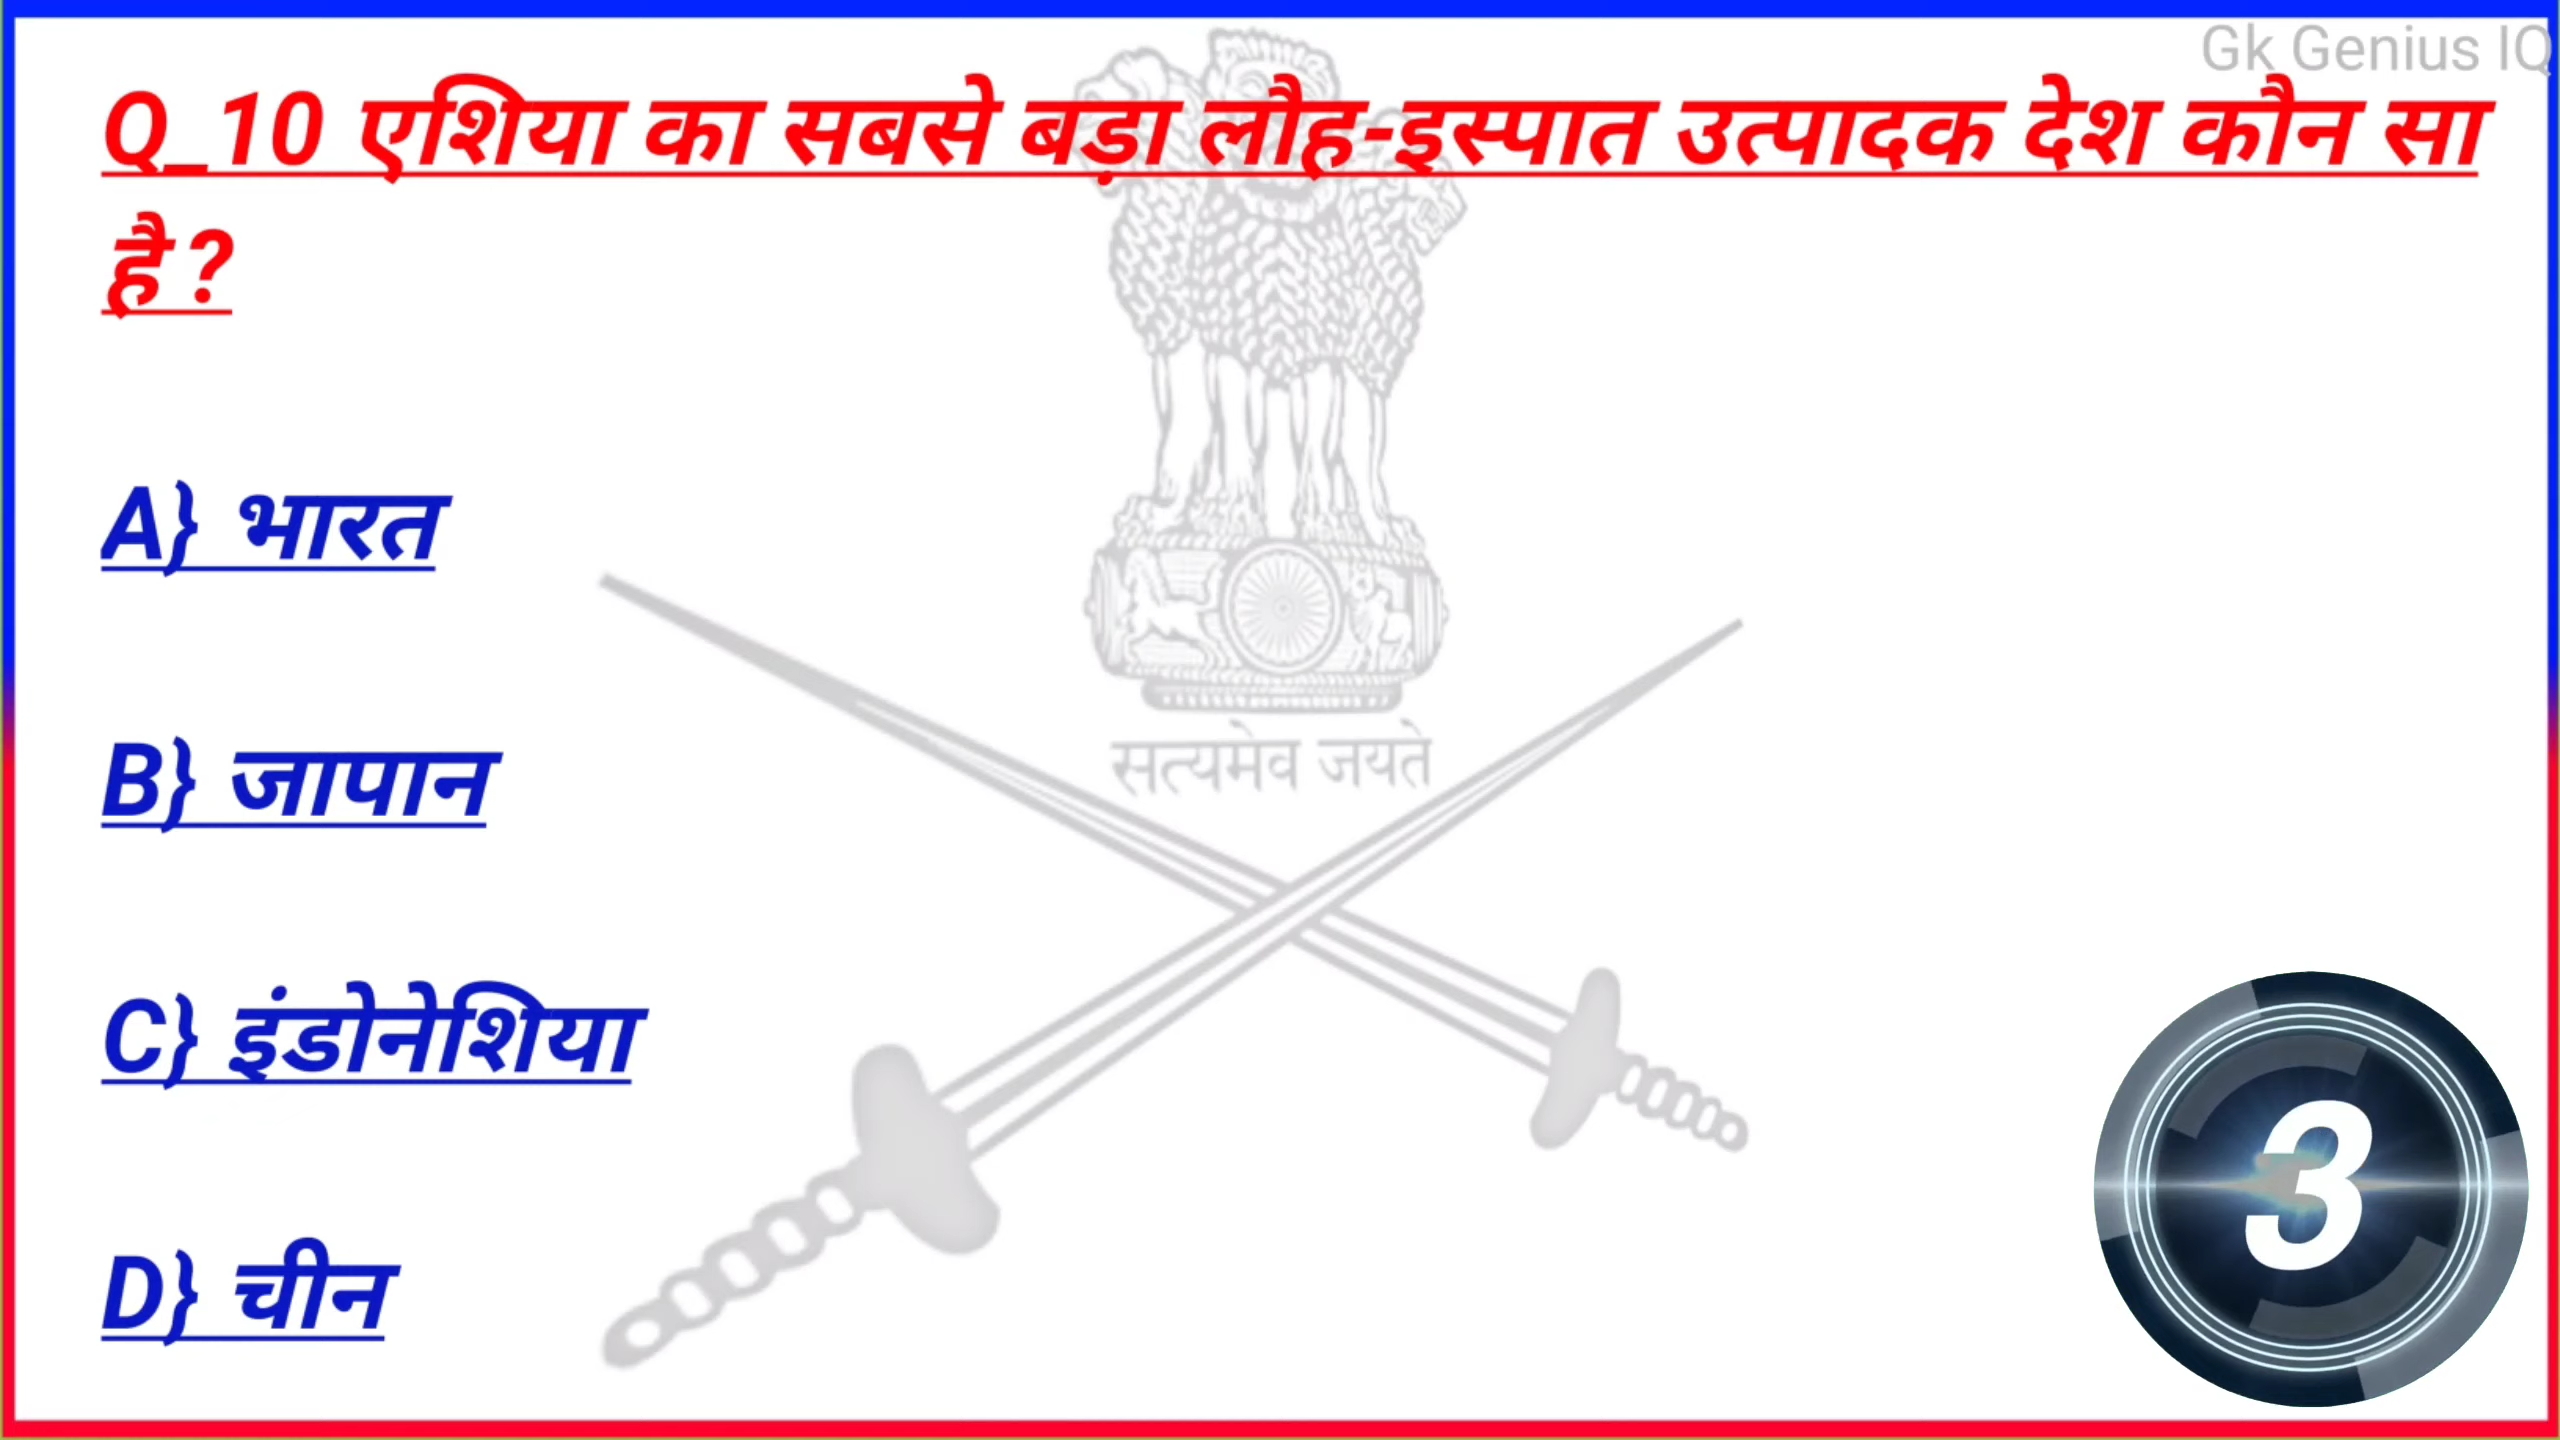 Gk Genius IQ
Q_10 एशिया का सबसे बड़ा लौह-इस्पात उत्पादक देश कौन सा
है ?
A} भारत
सत्यमेव जयते
B} जापान
C} इंडोनेशिया
D} चीन
3